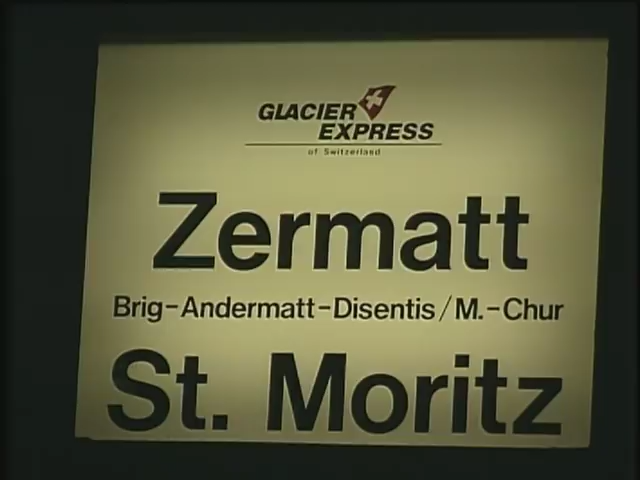 GLACIER
EXPRESS
of Switzerland
Zermatt
Brig-Andermatt-Disentis/M.-Chur
St. Moritz